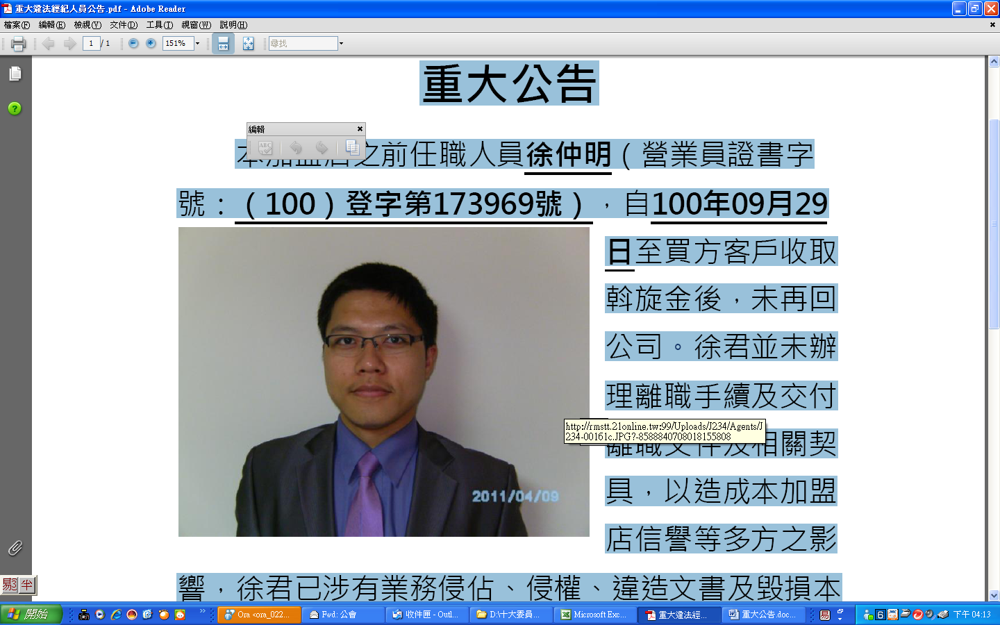 重大違法經紀人員公告.pdf - Adobe Reader
檔案(F) 編輯(E) 檢視(V) 文件(D) 工具(T) 視窗(W) 說明(H)
1 / 1 151% 尋找
重大公告
編輯
ABC
之前任職人員徐仲明（營業員證書字
號：（100）登字第173969號），自100年09月29
日至買方客戶收取
斡旋金後，未再回
公司。徐君並未辦
理離職手續及交付
http://rmstt.21online.tw:99/Uploads/J234/Agents/J
234-00161c.JPG?-8588840708018155808
離職文件及相關契
具，以造成本加盟
2011/04/09
店信譽等多方之影
響，徐君已涉有業務侵佔、侵權、違造文書及毀損本
易3 半
開始 Ora <ora_022... Fwd: 公會 收件匣 - Outl... D:\十大委員... Microsoft Exc... 重大違法經... 重大公告.doc... 易 6 下午 04:13